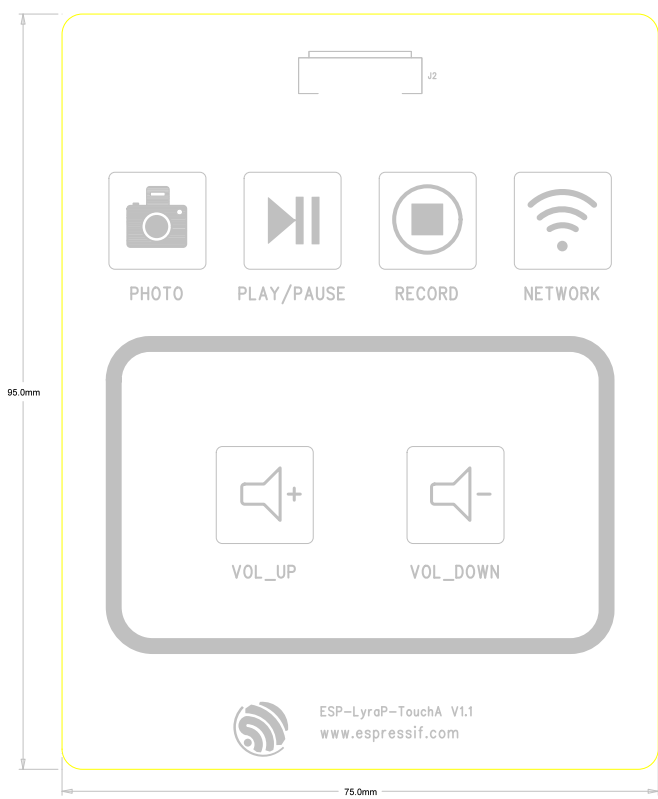 J2
PHOTO PLAY/PAUSE RECORD NETWORK
95.0mm
VOL_UP VOL_DOWN
ESP-LyraP-TouchA V1.1
www.espressif.com
75.0mm